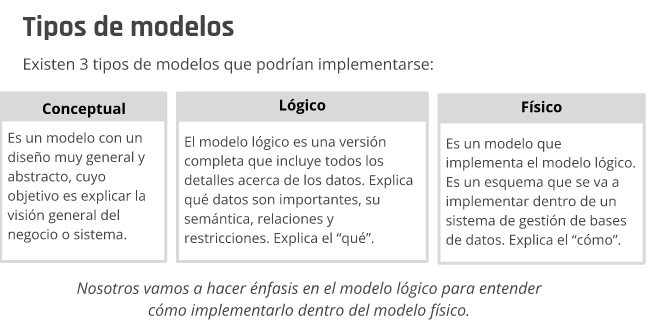 Tipos de modelos
Existen 3 tipos de modelos que podrían implementarse:
Conceptual
Es un modelo con un
diseño muy general y
abstracto, cuyo
objetivo es explicar la
visión general del
negocio o sistema.
Lógico
El modelo lógico es una versión
completa que incluye todos los
detalles acerca de los datos. Explica
qué datos son importantes, su
semántica, relaciones y
restricciones. Explica el “qué”.
Físico
Es un modelo que
implementa el modelo lógico.
Es un esquema que se va a
implementar dentro de un
sistema de gestión de bases
de datos. Explica el “cómo”.
Nosotros vamos a hacer énfasis en el modelo lógico para entender
cómo implementarlo dentro del modelo físico.